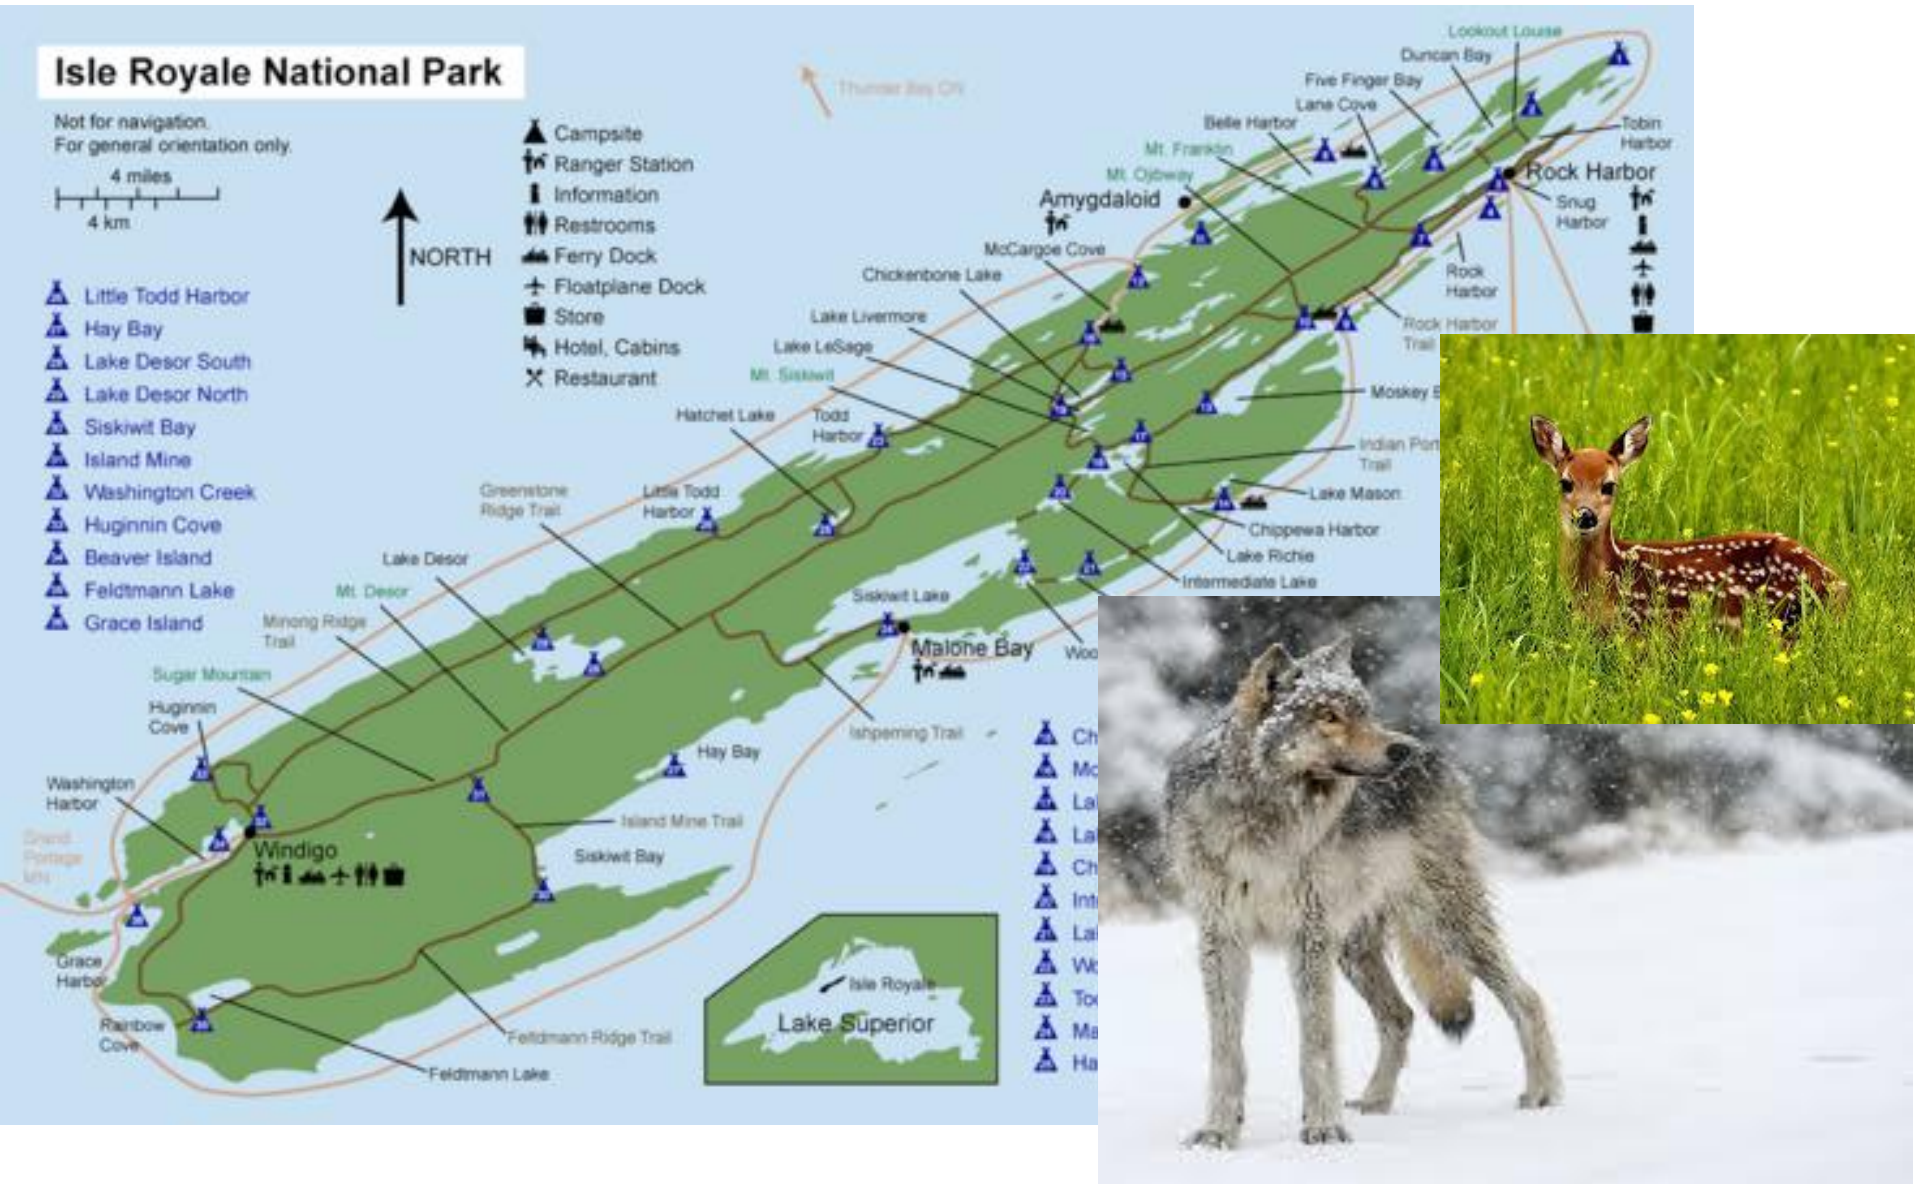 Isle Royale National Park
Not for navigation.
For general orientation only.
4 miles
4 km
NORTH
Thunder Bay ON
Campsite
Ranger Station
Information
Restrooms
Ferry Dock
Floatplane Dock
Store
Hotel, Cabins
Restaurant
Little Todd Harbor
Hay Bay
Lake Desor South
Lake Desor North
Siskiwit Bay
Island Mine
Washington Creek
Huginnin Cove
Beaver Island
Feldtmann Lake
Grace Island
Lookout Louise
Duncan Bay
Five Finger Bay
Lane Cove
Belle Harbor
Mt. Franklin
Mt. Ojibway
Amygdaloid
McCargoe Cove
Chickenbone Lake
Lake Livermore
Lake LeSage
Mt. Siskiwit
Hatchet Lake
Todd
Harbor
Tobin
Harbor
Rock Harbor
Snug
Harbor
Rock
Harbor
Rock Harbor
Trail
Moskey
Indian
Trail
Lake Mason
Chippewa Harbor
Lake Richie
Intermediate Lake
Greenstone
Ridge Trail
Little Todd
Harbor
Lake Desor
Mt. Desor
Minong Ridge
Trail
Sugar Mountain
Huginnin
Cove
Washington
Harbor
Grand
Portage
MN
Siskiwit Lake
Malone Bay
Ishpeming Trail
Hay Bay
Island Mine Trail
Siskiwit Bay
Windigo
Grace
Harbor
Rainbow
Cove
Feltdmann Ridge Trail
Feldtmann Lake
Isle Royale
Lake Superior